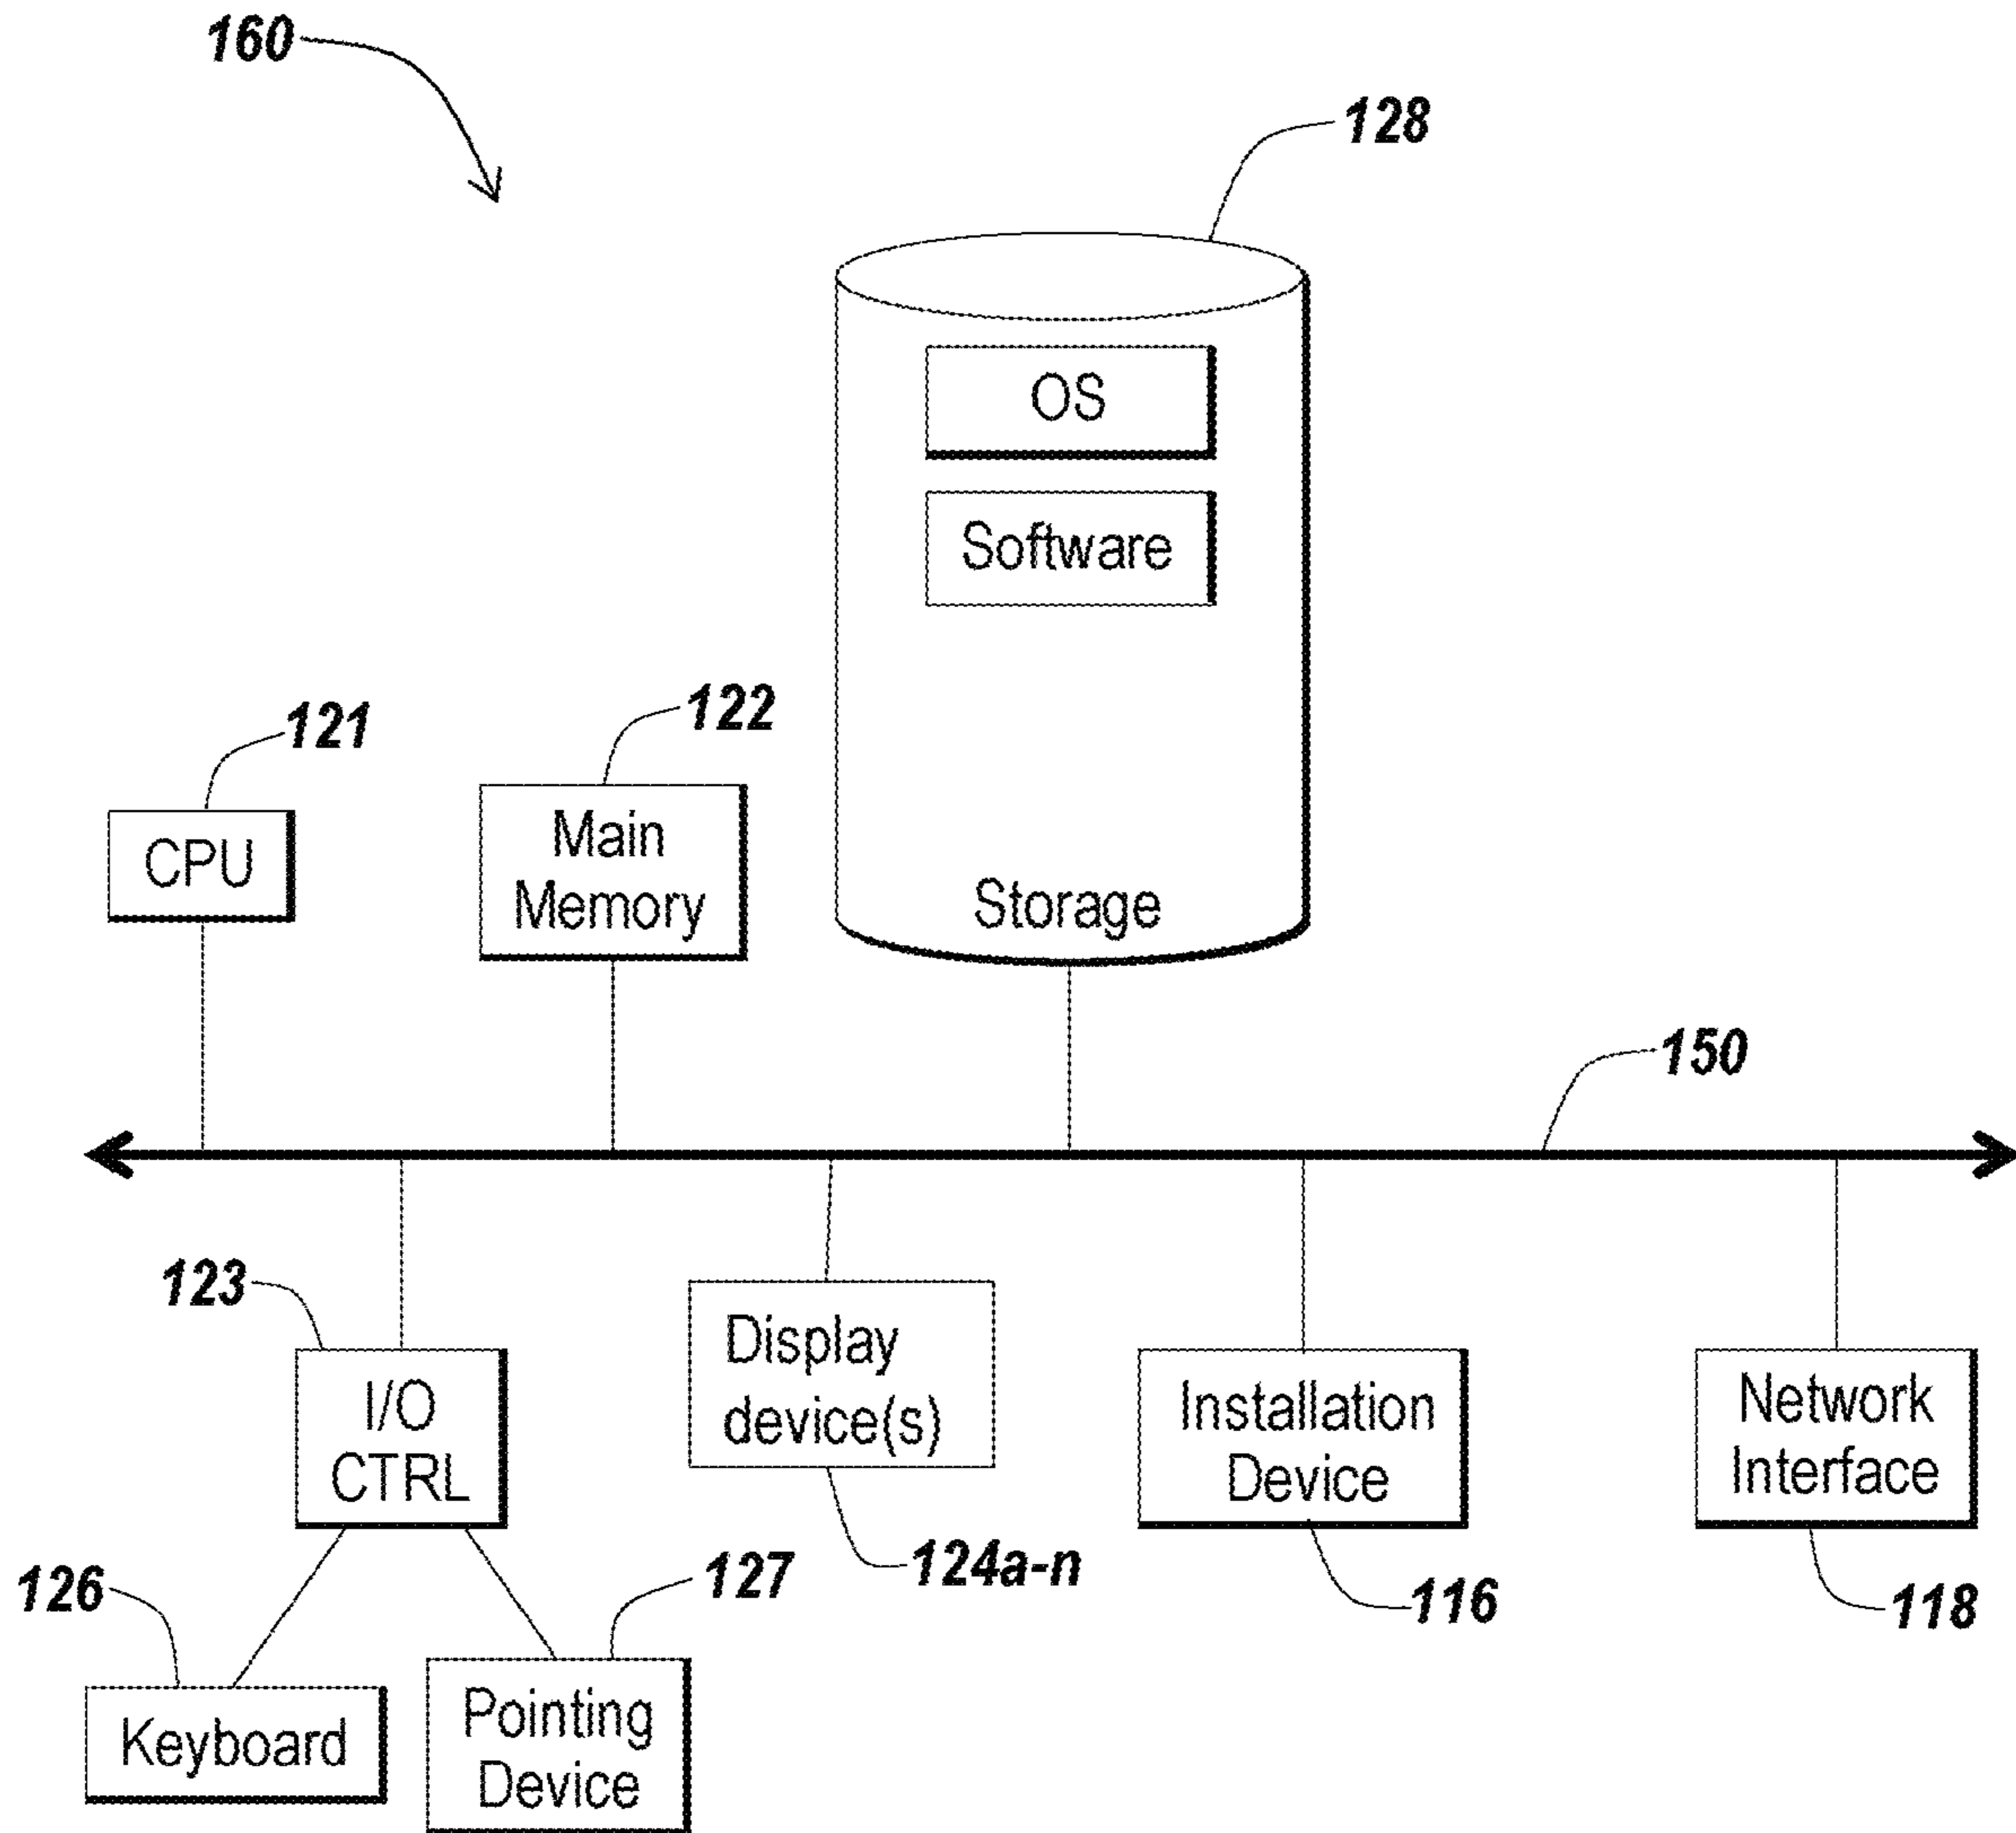 160
128
OS
Software
Storage
121
CPU
122
Main
Memory
150
123
I/O
CTRL
Display
device(s)
124a-n
Installation
Device
116
Network
Interface
118
126
Keyboard
127
Pointing
Device